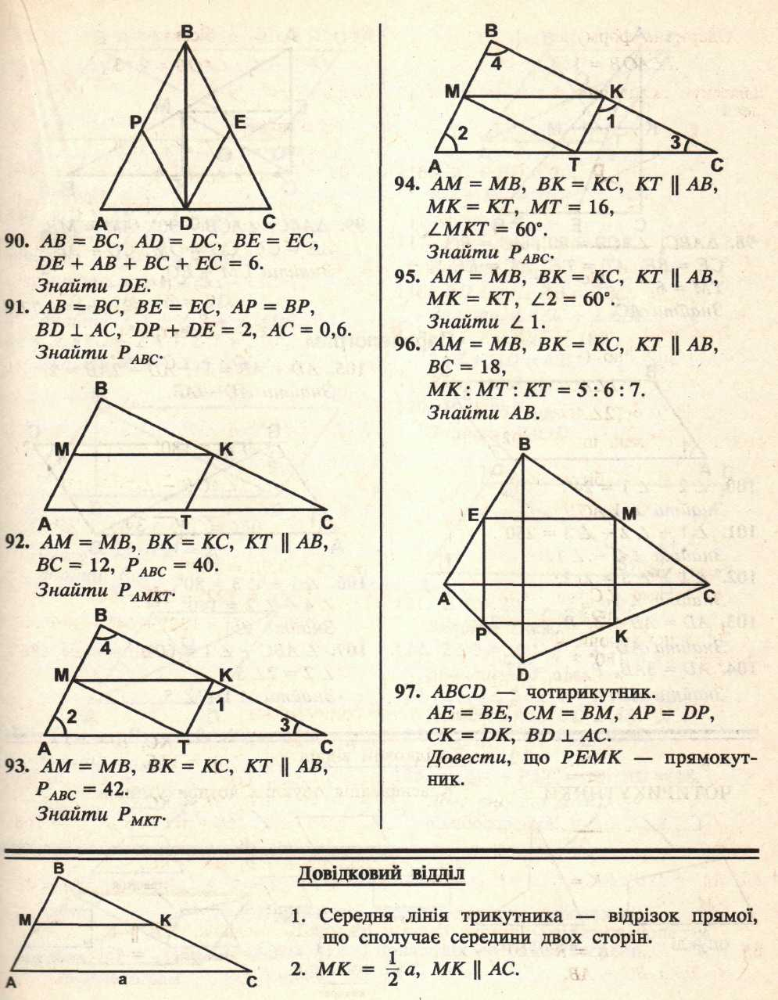 B
P E
A D C
90. AB = BC, AD = DC, BE = EC,
DE + AB + BC + EC = 6.
Знайти DE.
91. AB = BC, BE = EC, AP = BP,
BD ⊥ AC, DP + DE = 2, AC = 0,6.
Знайти P_ABC.
B
M K
A T C
92. AM = MB, BK = KC, KT ∥ AB,
BC = 12, P_ABC = 40.
Знайти P_AMKT.
B
4
M K
2 1 3
A T C
93. AM = MB, BK = KC, KT ∥ AB,
P_ABC = 42.
Знайти P_MKT.
B
4
M K
2 1 3
A T C
94. AM = MB, BK = KC, KT ∥ AB,
MK = KT, MT = 16,
∠MKT = 60°.
Знайти P_ABC.
95. AM = MB, BK = KC, KT ∥ AB,
MK = KT, ∠2 = 60°.
Знайти ∠ 1.
96. AM = MB, BK = KC, KT ∥ AB,
BC = 18,
MK : MT : KT = 5 : 6 : 7.
Знайти AB.
B
E M
A C
P K
D
97. ABCD — чотирикутник.
AE = BE, CM = BM, AP = DP,
CK = DK, BD ⊥ AC.
Довести, що PEMK — прямокут-
ник.
B
M K
A a C
Довідковий відділ
1. Середня лінія трикутника — відрізок прямої,
що сполучає середини двох сторін.
2. MK = 1/2 a, MK ∥ AC.